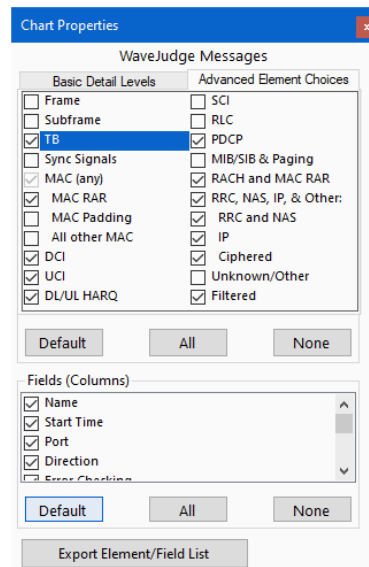 Chart Properties
x
WaveJudge Messages
Basic Detail Levels
Advanced Element Choices
Frame
Subframe
TB
Sync Signals
MAC (any)
MAC RAR
MAC Padding
All other MAC
DCI
UCI
DL/UL HARQ
SCI
RLC
PDCP
MIB/SIB & Paging
RACH and MAC RAR
RRC, NAS, IP, & Other:
RRC and NAS
IP
Ciphered
Unknown/Other
Filtered
Default
All
None
Fields (Columns)
Name
Start Time
Port
Direction
Error Checking
Default
All
None
Export Element/Field List